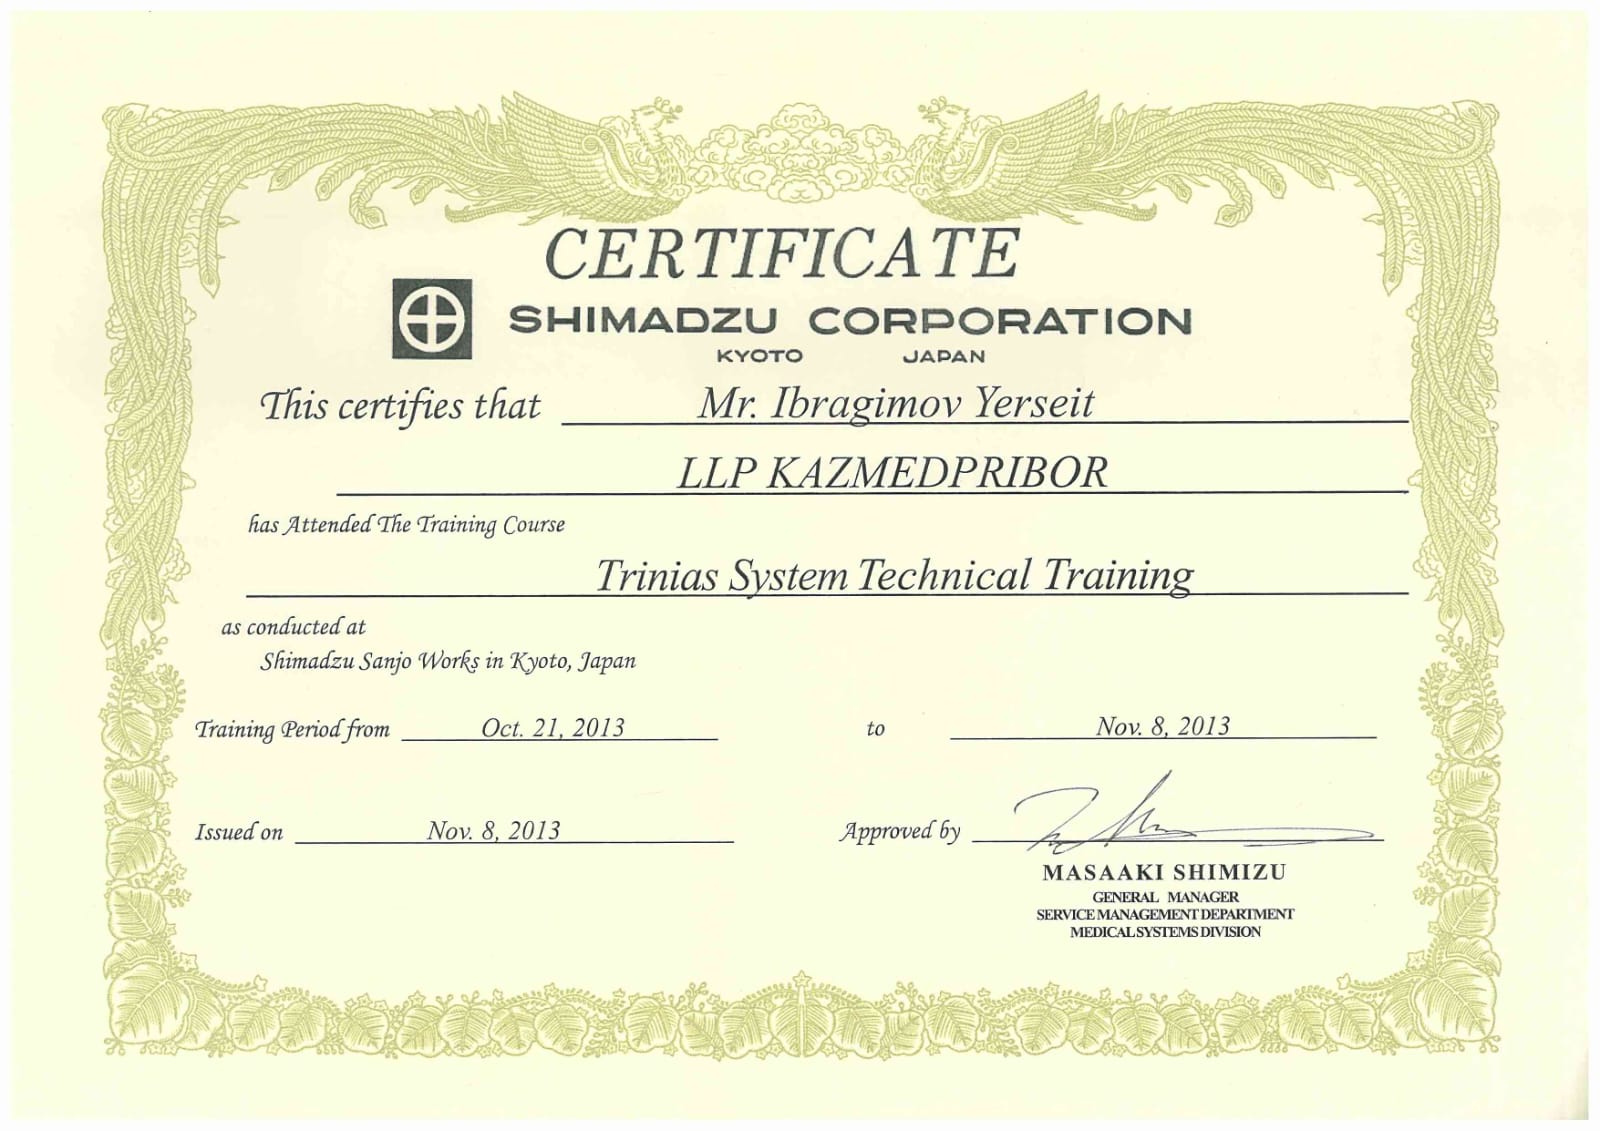 CERTIFICATE
SHIMADZU CORPORATION
KYOTO JAPAN
This certifies that Mr. Ibragimov Yerseit
LLP KAZMEDPRIBOR
has Attended The Training Course
Trinias System Technical Training
as conducted at
Shimadzu Sanjo Works in Kyoto, Japan
Training Period from Oct. 21, 2013 to Nov. 8, 2013
Issued on Nov. 8, 2013 Approved by
MASAAKI SHIMIZU
GENERAL MANAGER
SERVICE MANAGEMENT DEPARTMENT
MEDICAL SYSTEMS DIVISION